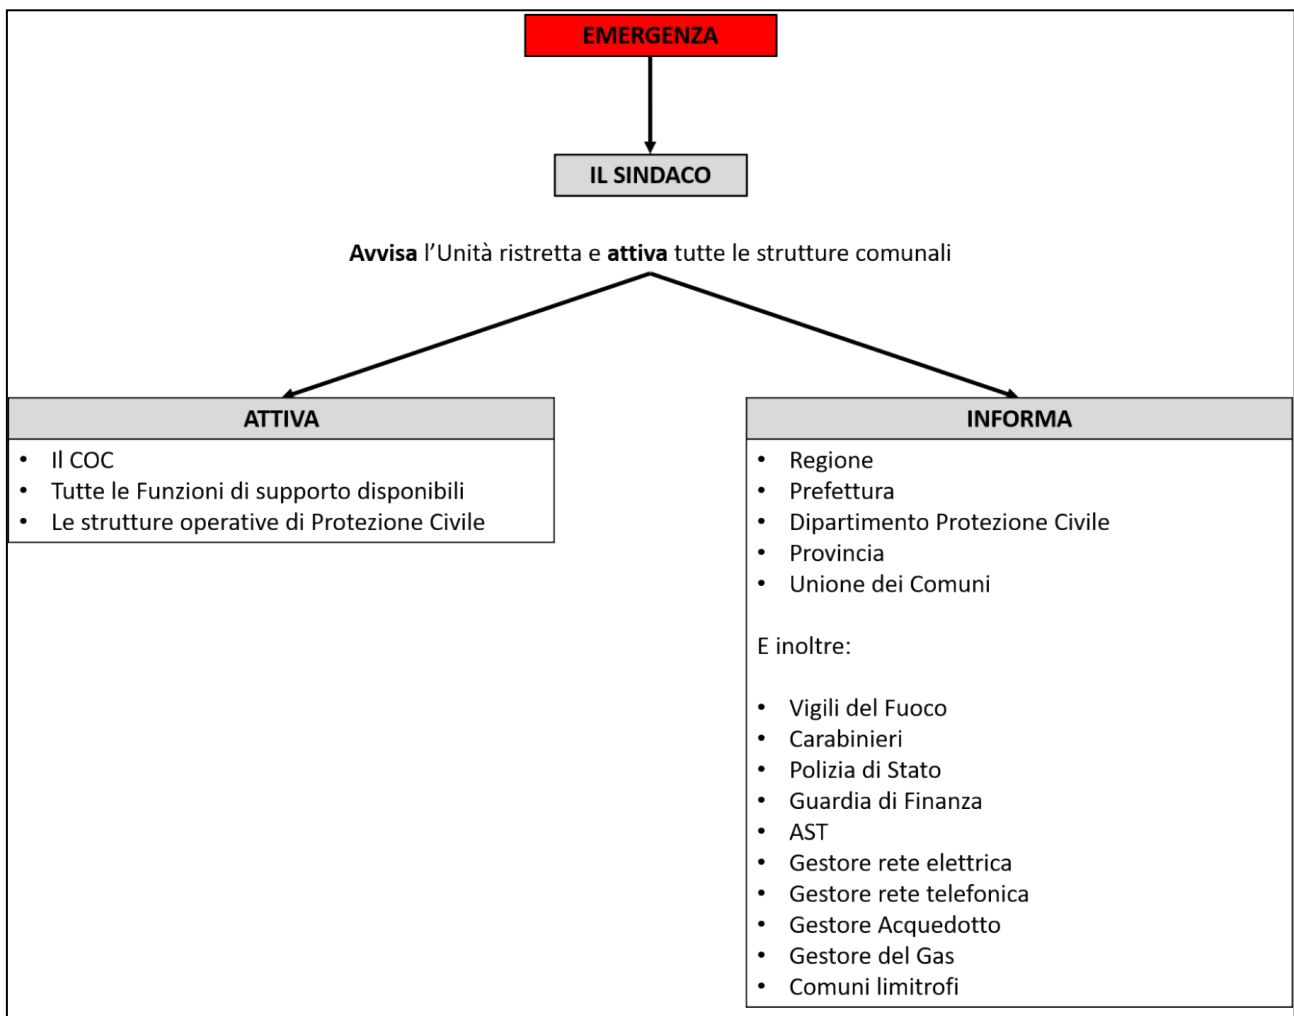 EMERGENZA
IL SINDACO
Avvisa l'Unità ristretta e attiva tutte le strutture comunali
ATTIVA
• Il COC
• Tutte le Funzioni di supporto disponibili
• Le strutture operative di Protezione Civile
INFORMA
• Regione
• Prefettura
• Dipartimento Protezione Civile
• Provincia
• Unione dei Comuni
E inoltre:
• Vigili del Fuoco
• Carabinieri
• Polizia di Stato
• Guardia di Finanza
• AST
• Gestore rete elettrica
• Gestore rete telefonica
• Gestore Acquedotto
• Gestore del Gas
• Comuni limitrofi